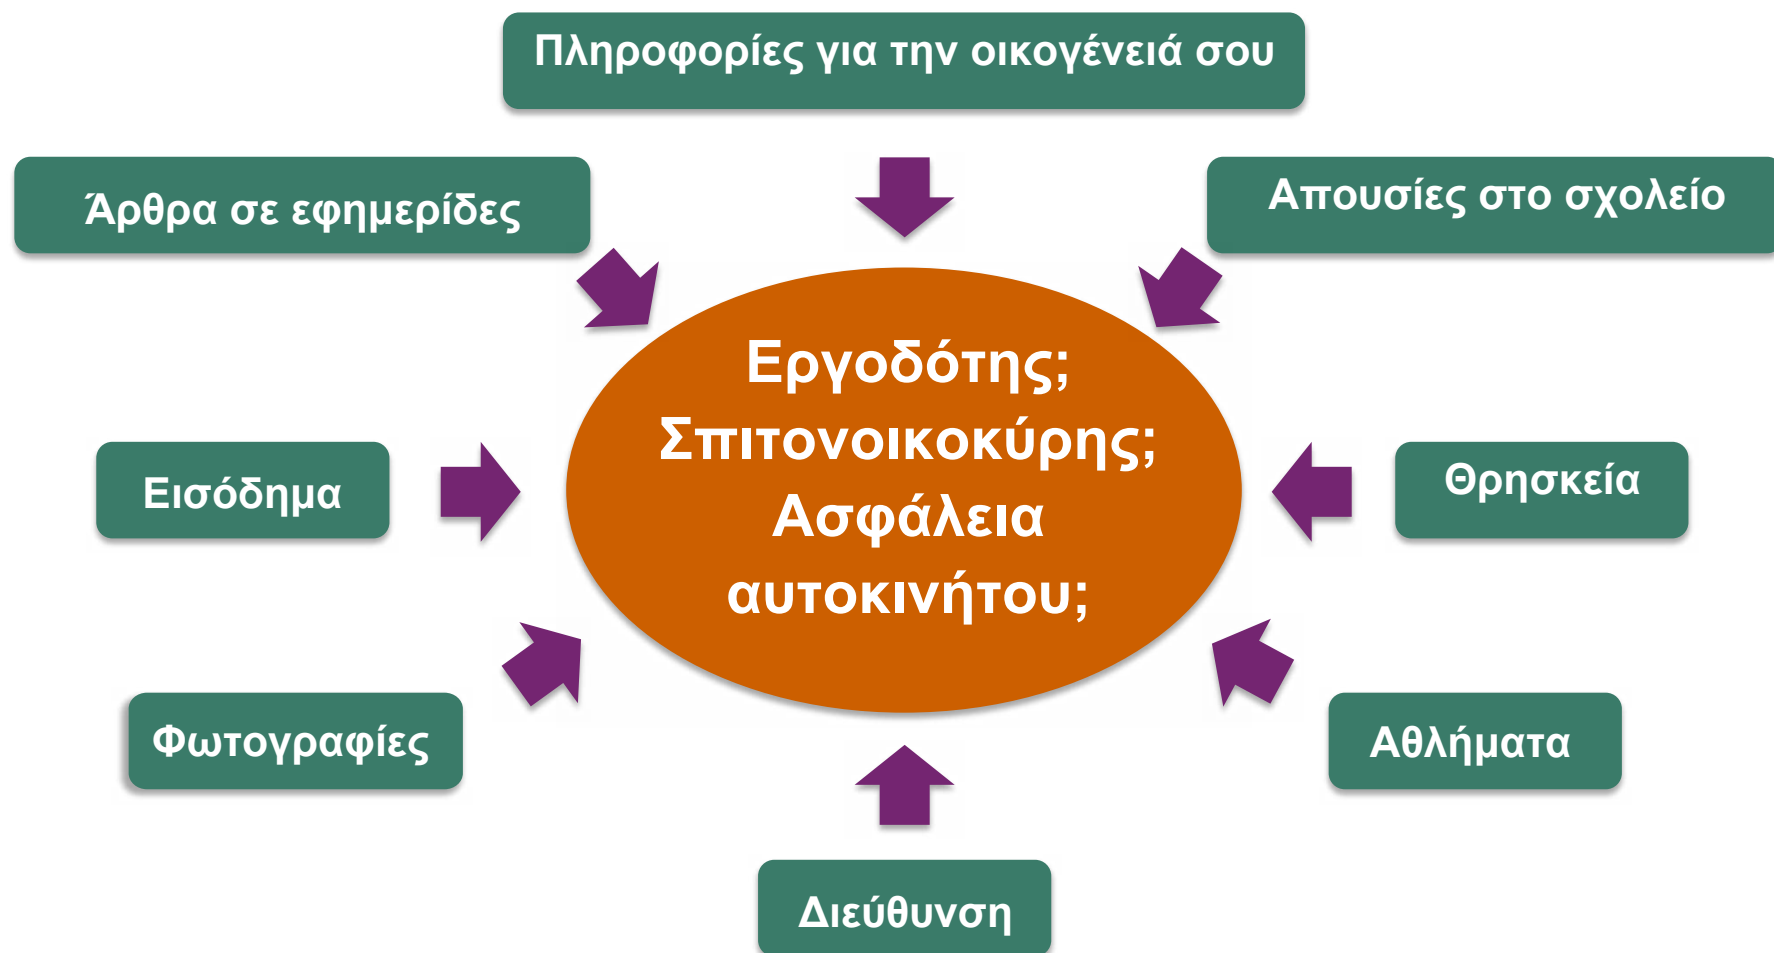 Πληροφορίες για την οικογένειά σου
Άρθρα σε εφημερίδες
Απουσίες στο σχολείο
Εργοδότης;
Σπιτονοικοκύρης;
Ασφάλεια
αυτοκινήτου;
Εισόδημα
Θρησκεία
Φωτογραφίες
Αθλήματα
Διεύθυνση